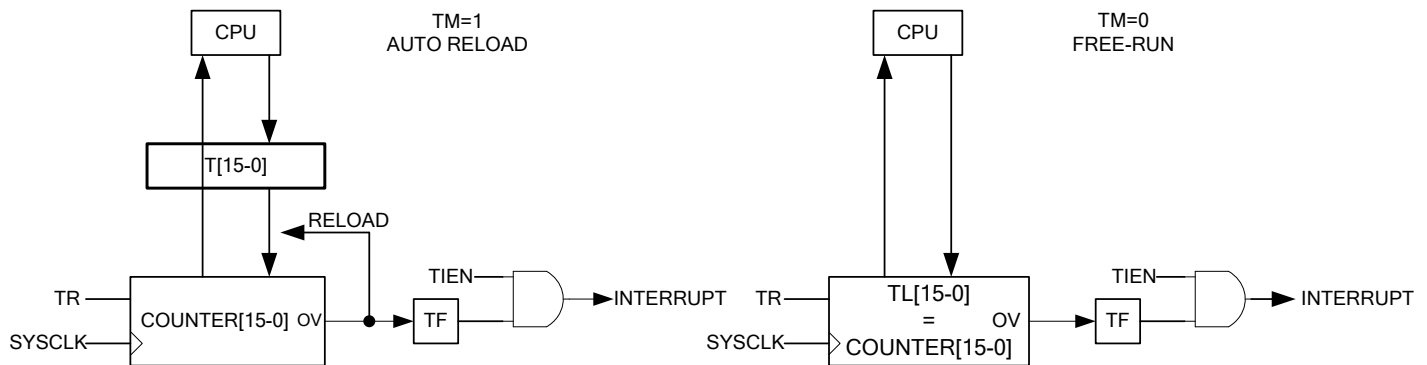 CPU
TM=1
AUTO RELOAD
T[15-0]
RELOAD
TR
SYSCLK
COUNTER[15-0] OV
TF
TIEN
INTERRUPT
CPU
TM=0
FREE-RUN
TR
SYSCLK
TL[15-0]
=
COUNTER[15-0]
OV
TF
TIEN
INTERRUPT